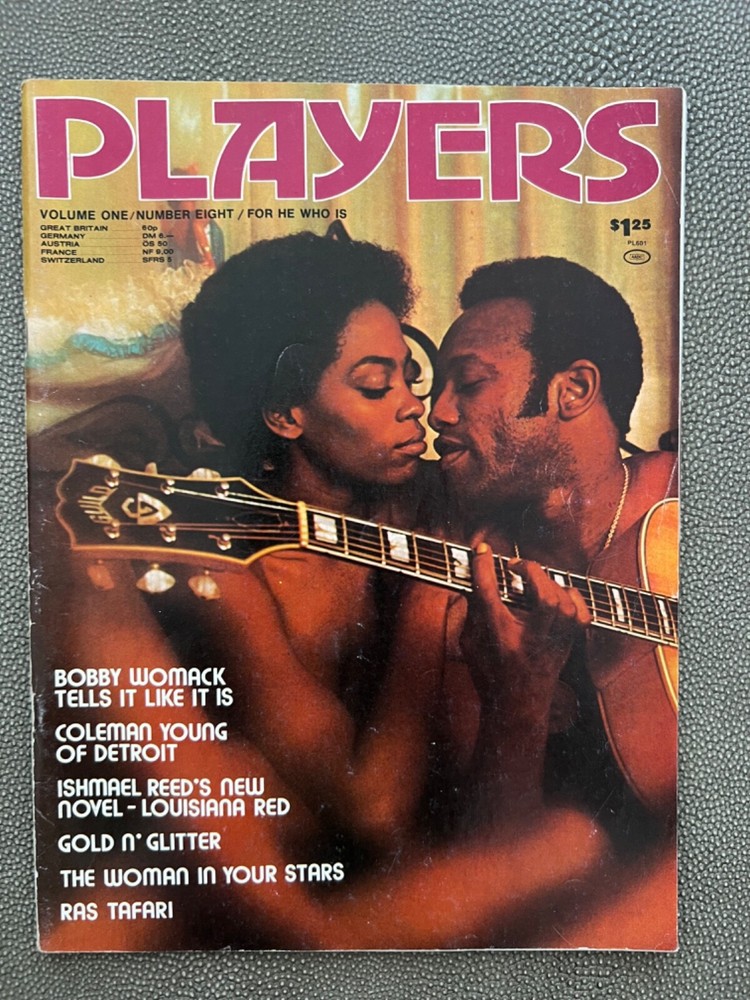 PLAYERS
VOLUME ONE/NUMBER EIGHT/FOR HE WHO IS
GREAT BRITAIN 60p
GERMANY DM 6.—
AUSTRIA ÖS 50
FRANCE NF 9,00
SWITZERLAND SFRS 5
$1.25
PL601
GUILD
G
BOBBY WOMACK
TELLS IT LIKE IT IS
COLEMAN YOUNG
OF DETROIT
ISHMAEL REED'S NEW
NOVEL - LOUISIANA RED
GOLD N' GLITTER
THE WOMAN IN YOUR STARS
RAS TAFARI